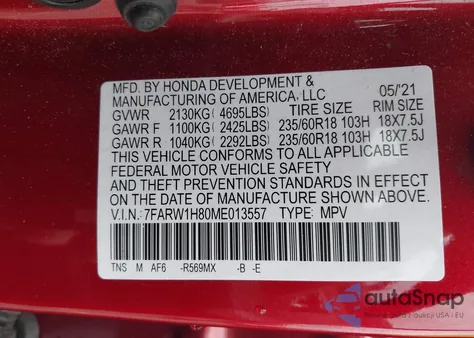 MFD. BY HONDA DEVELOPMENT &
MANUFACTURING OF AMERICA, LLC 05/21
GVWR 2130KG (4695LBS) TIRE SIZE RIM SIZE
GAWR F 1100KG (2425LBS) 235/60R18 103H 18X7.5J
GAWR R 1040KG (2292LBS) 235/60R18 103H 18X7.5J
THIS VEHICLE CONFORMS TO ALL APPLICABLE
FEDERAL MOTOR VEHICLE SAFETY
AND THEFT PREVENTION STANDARDS IN EFFECT
ON THE DATE OF MANUFACTURE SHOWN ABOVE.
V.I.N.: 7FARW1H80ME013557 TYPE: MPV
TNS M AF6 -R569MX -B -E
autoSnap
USA - EU